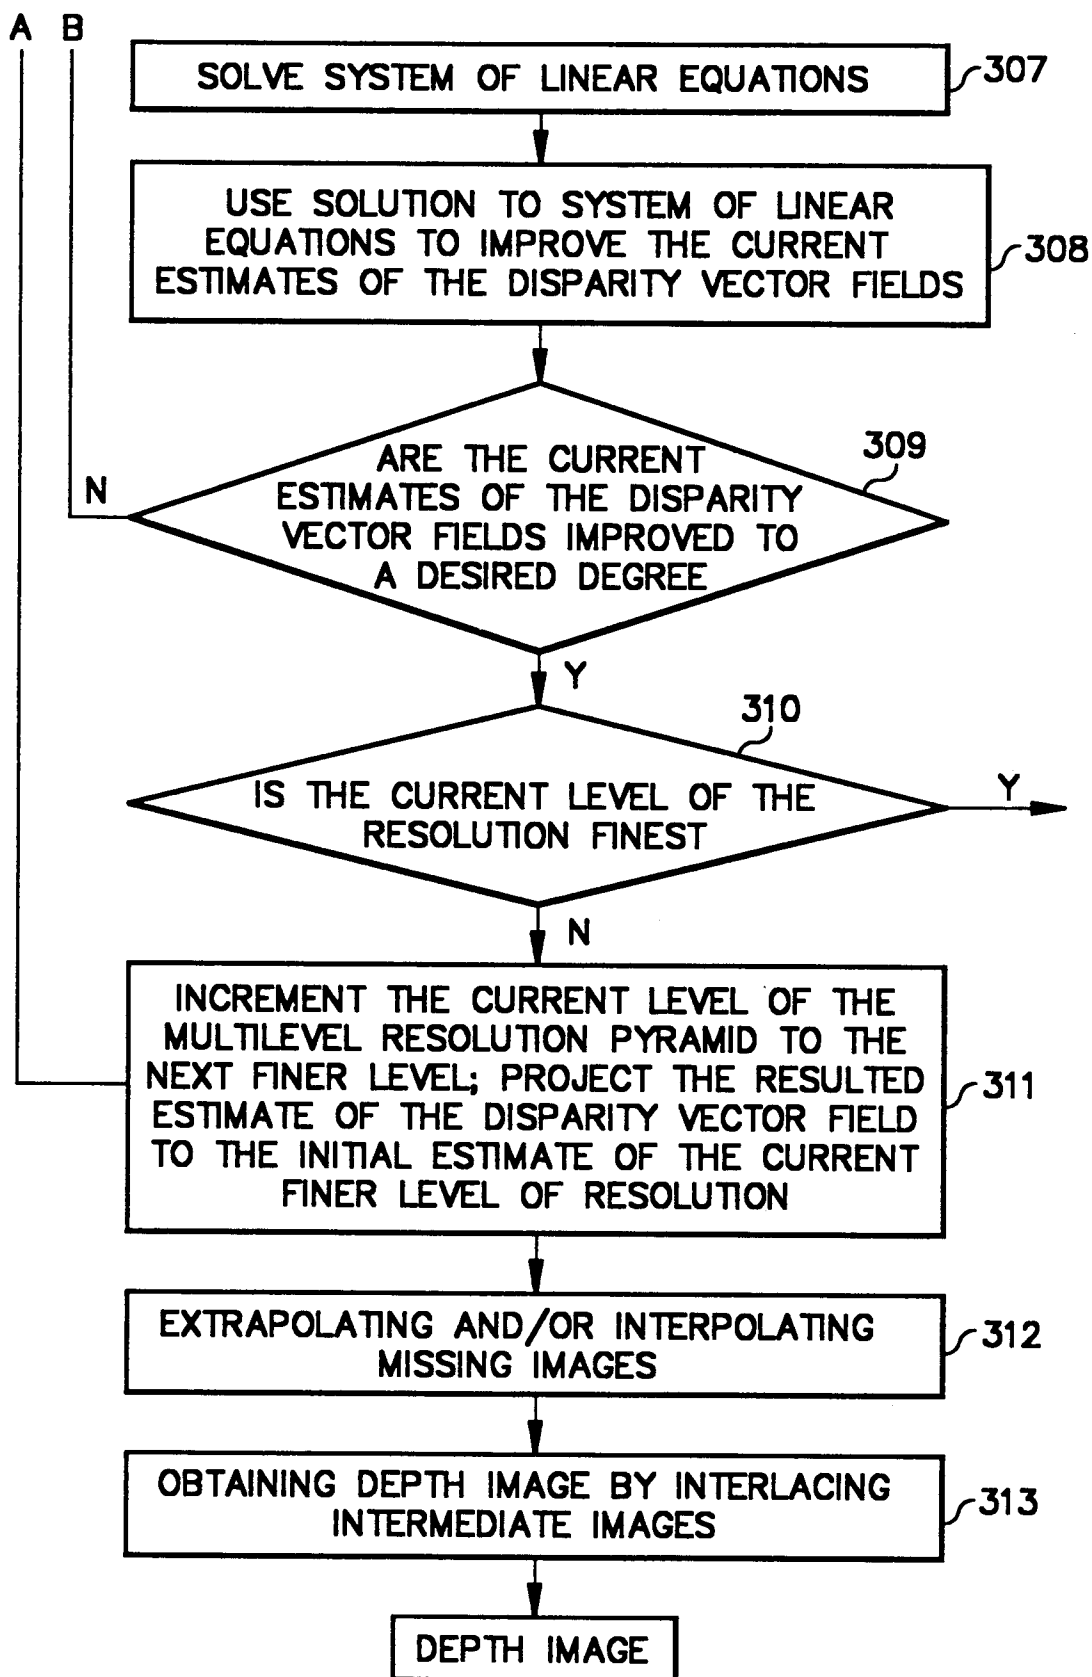 A B
SOLVE SYSTEM OF LINEAR EQUATIONS
307
USE SOLUTION TO SYSTEM OF LINEAR
EQUATIONS TO IMPROVE THE CURRENT
ESTIMATES OF THE DISPARITY VECTOR FIELDS
308
ARE THE CURRENT
ESTIMATES OF THE DISPARITY
VECTOR FIELDS IMPROVED TO
A DESIRED DEGREE
309
N
Y
310
IS THE CURRENT LEVEL OF THE
RESOLUTION FINEST
Y
N
INCREMENT THE CURRENT LEVEL OF THE
MULTILEVEL RESOLUTION PYRAMID TO THE
NEXT FINER LEVEL; PROJECT THE RESULTED
ESTIMATE OF THE DISPARITY VECTOR FIELD
TO THE INITIAL ESTIMATE OF THE CURRENT
FINER LEVEL OF RESOLUTION
311
EXTRAPOLATING AND/OR INTERPOLATING
MISSING IMAGES
312
OBTAINING DEPTH IMAGE BY INTERLACING
INTERMEDIATE IMAGES
313
DEPTH IMAGE